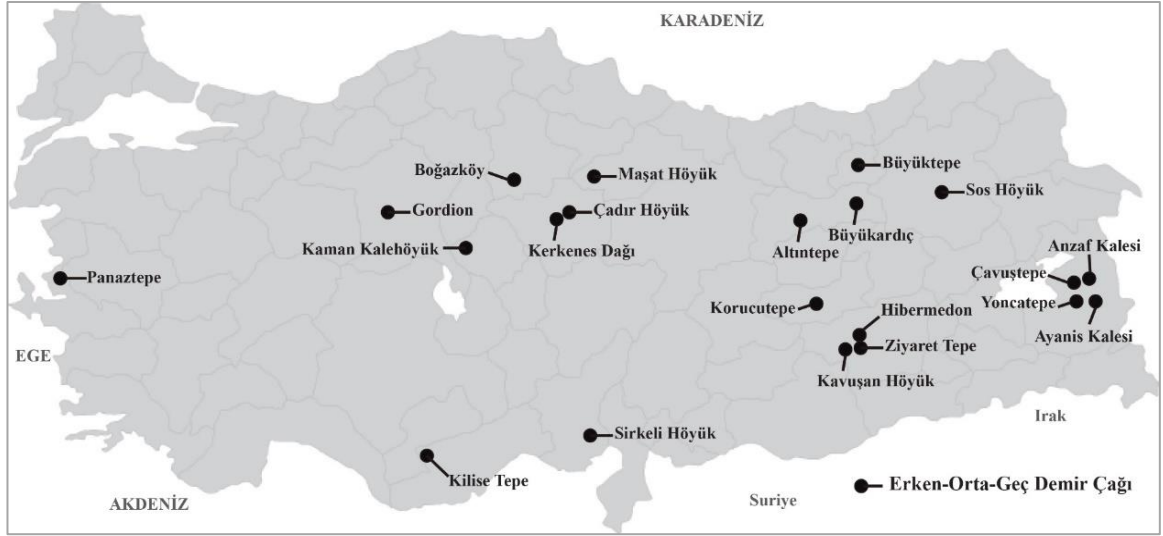 KARADENİZ
Boğazköy
Maşat Höyük
Büyüktepe
Sos Höyük
Gordion
Çadır Höyük
Büyükardıç
Kaman Kalehöyük
Kerkenes Dağı
Altıntepe
Anzaf Kalesi
Panaztepe
Çavuştepe
Korucutepe
Hibermedon
Yoncatepe
Ayanis Kalesi
EGE
Ziyaret Tepe
Kavuşan Höyük
Irak
Sirkeli Höyük
Kilise Tepe
Erken-Orta-Geç Demir Çağı
AKDENİZ
Suriye